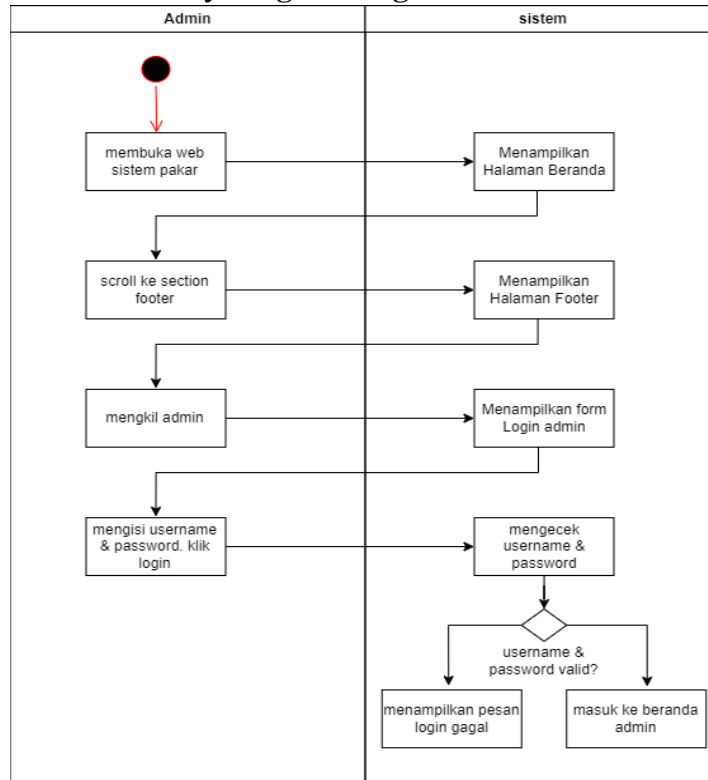 Admin
sistem
membuka web
sistem pakar
Menampilkan
Halaman Beranda
scroll ke section
footer
Menampilkan
Halaman Footer
mengkil admin
Menampilkan form
Login admin
mengisi username
& password. klik
login
mengecek
username &
password
username &
password valid?
menampilkan pesan
login gagal
masuk ke beranda
admin